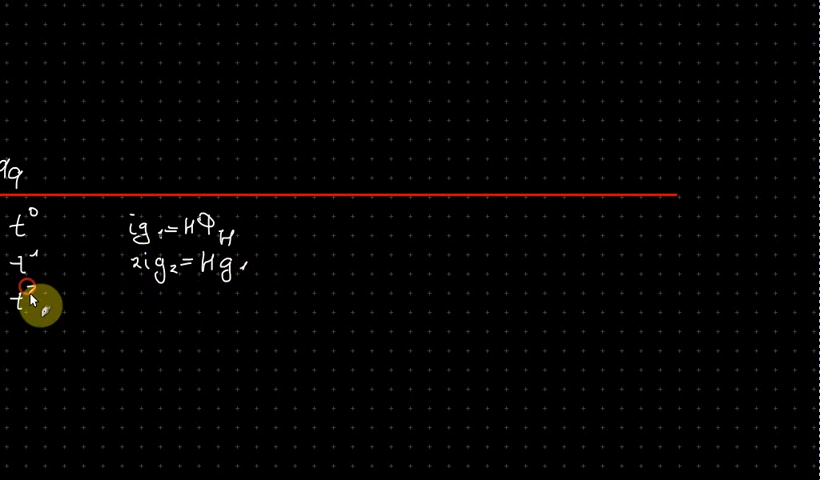 qq
t⁰ ig₁=HΦ_H
t¹ 2ig₂=Hg₁
t²